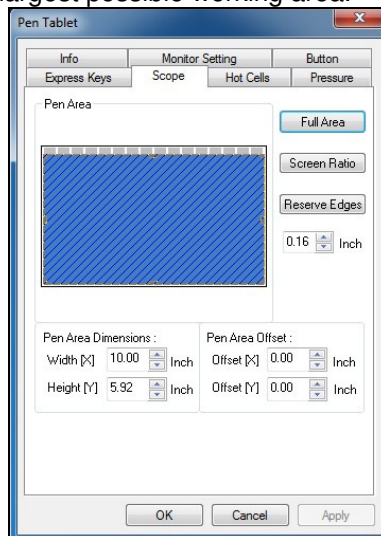 largest possible working area.
Pen Tablet
Info Monitor Setting Button
Express Keys Scope Hot Cells Pressure
Pen Area
Full Area
Screen Ratio
Reserve Edges
0.16 Inch
Pen Area Dimensions : Pen Area Offset :
Width [X] 10.00 Inch Offset [X] 0.00 Inch
Height [Y] 5.92 Inch Offset [Y] 0.00 Inch
OK Cancel Apply